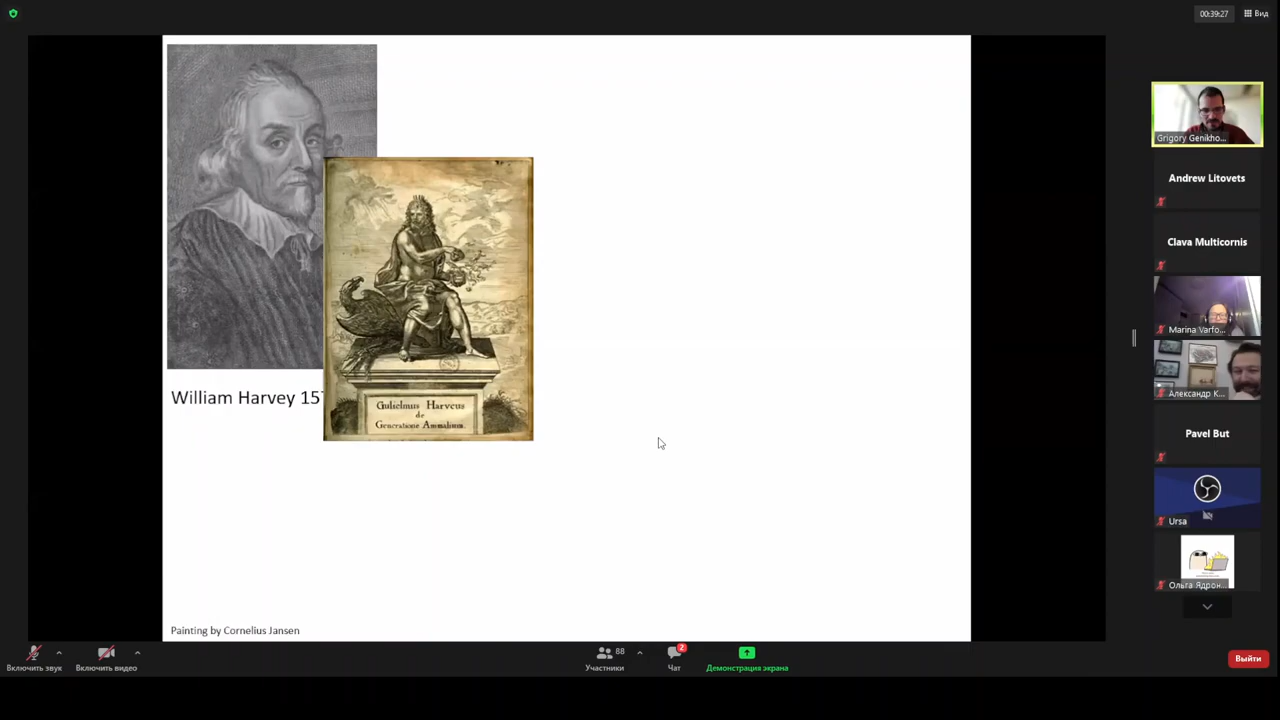 00:39:27
Вид
William Harvey 15
Gulielmus Harveus
de
Generatione Animalium.
Painting by Cornelius Jansen
Grigory Genikho...
Andrew Litovets
Clava Multicornis
Marina Varfo...
Александр К...
Pavel But
Ursa
Ольга Ядрон...
Включить звук
Включить видео
88
Участники
2
Чат
Демонстрация экрана
Выйти